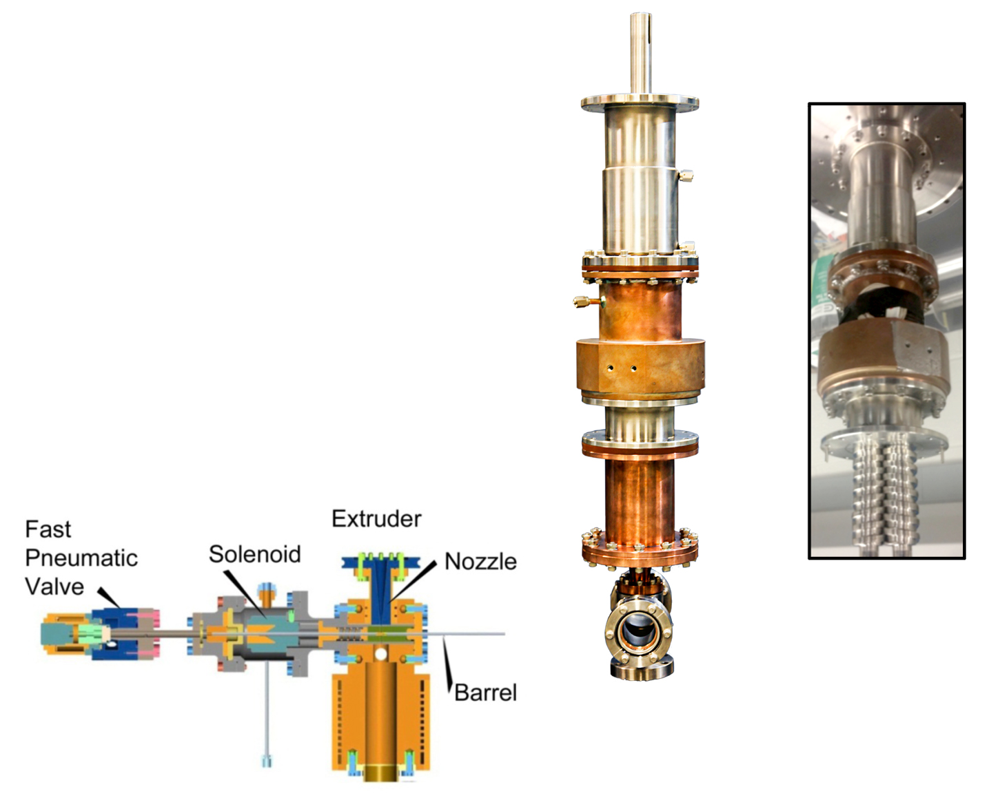 Fast
Pneumatic
Valve
Solenoid
Extruder
Nozzle
Barrel